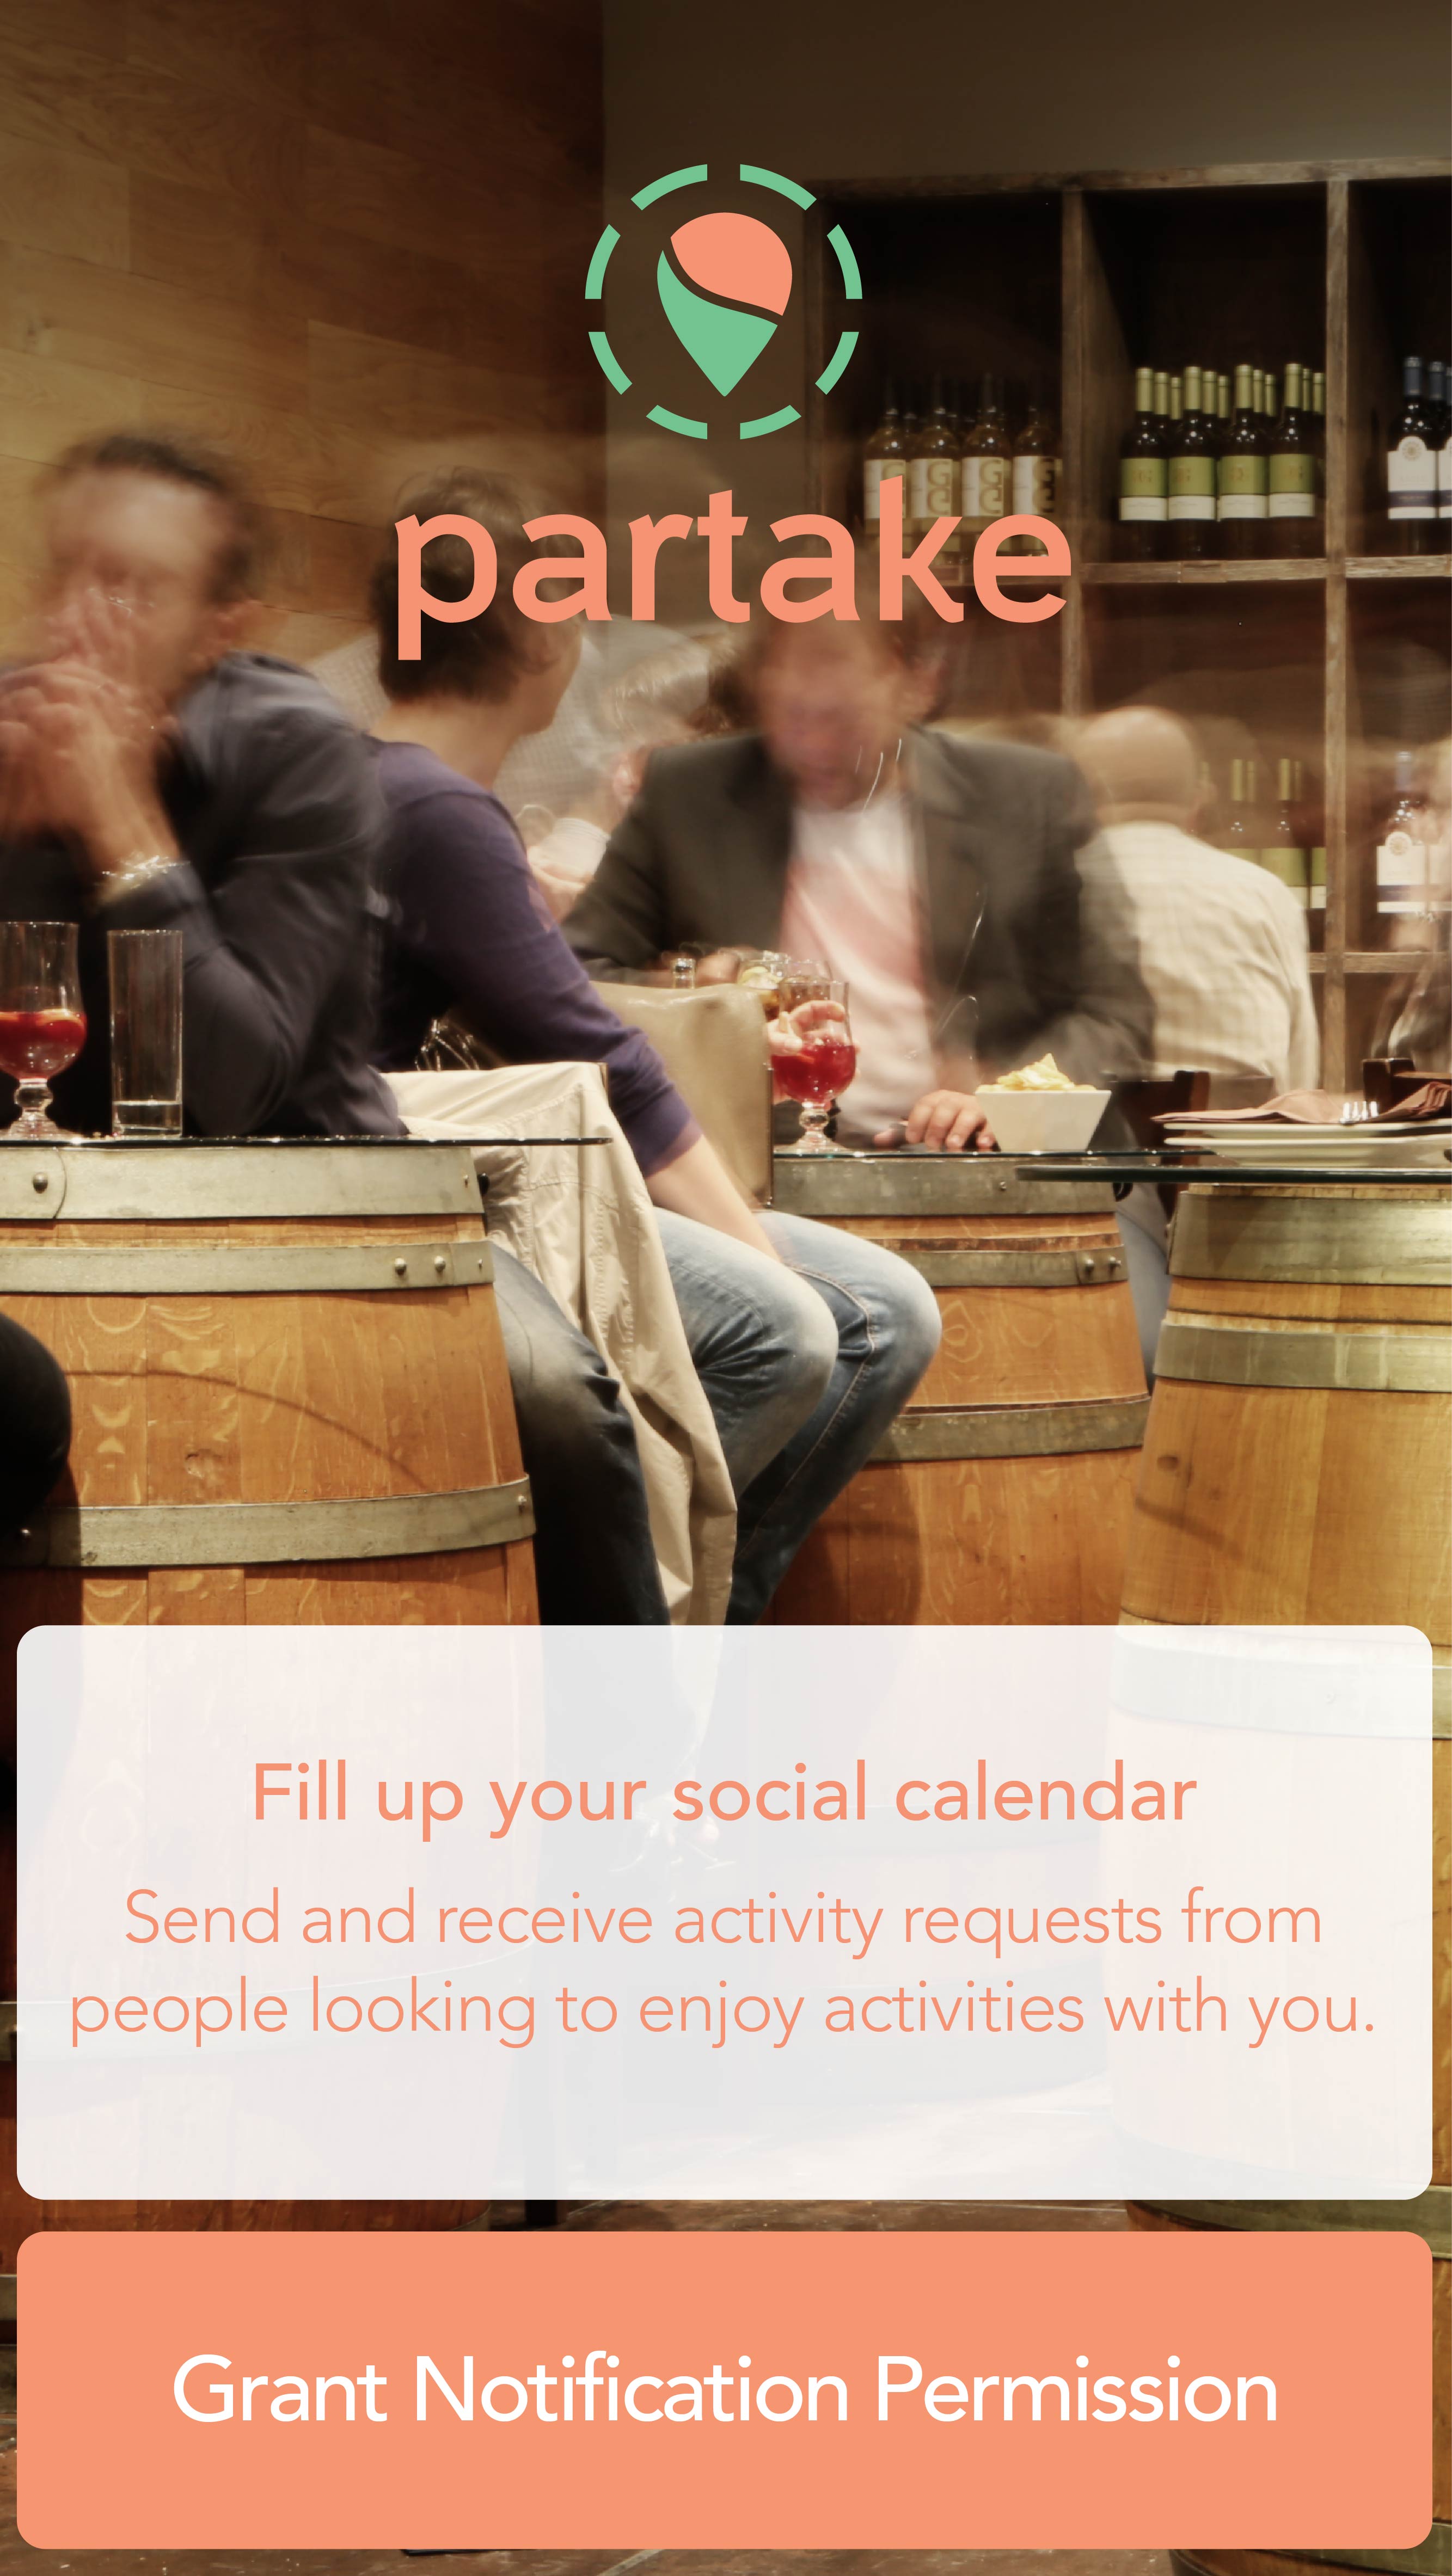 partake
Fill up your social calendar
Send and receive activity requests from
people looking to enjoy activities with you.
Grant Notification Permission